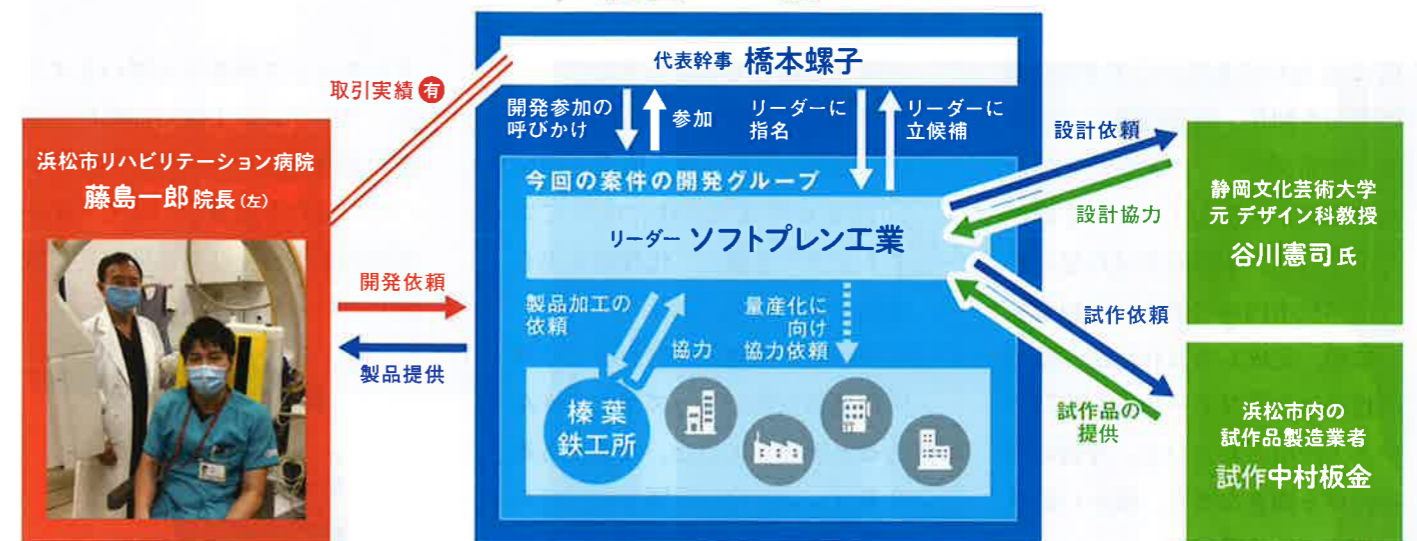 代表幹事 橋本螺子
取引実績 有
開発参加の
呼びかけ
参加
リーダーに
指名
リーダーに
立候補
浜松市リハビリテーション病院
藤島一郎 院長 (左)
今回の案件の開発グループ
リーダー ソフトプレン工業
設計依頼
設計協力
静岡文化芸術大学
元 デザイン科教授
谷川憲司 氏
開発依頼
製品提供
製品加工の
依頼
協力
量産化に
向け
協力依頼
試作依頼
試作品の
提供
榛葉
鉄工所
浜松市内の
試作品製造業者
試作中村板金